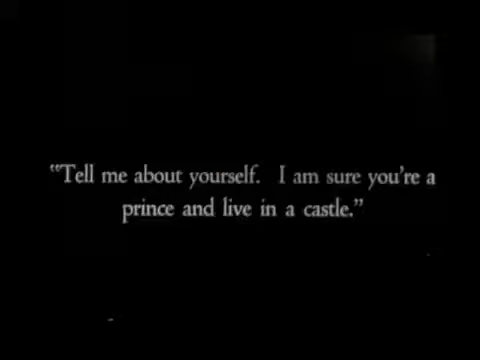 “Tell me about yourself. I am sure you're a
prince and live in a castle.”